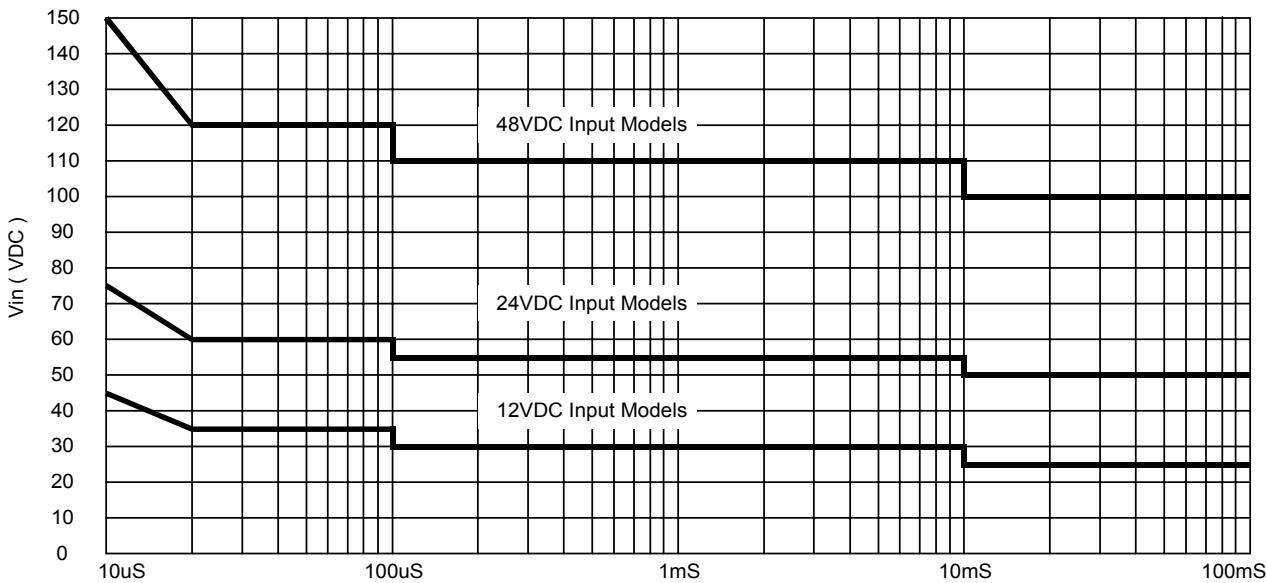 150
140
130
120
110
100
90
80
70
60
50
40
30
20
10
0
Vin ( VDC )
48VDC Input Models
24VDC Input Models
12VDC Input Models
10uS
100uS
1mS
10mS
100mS